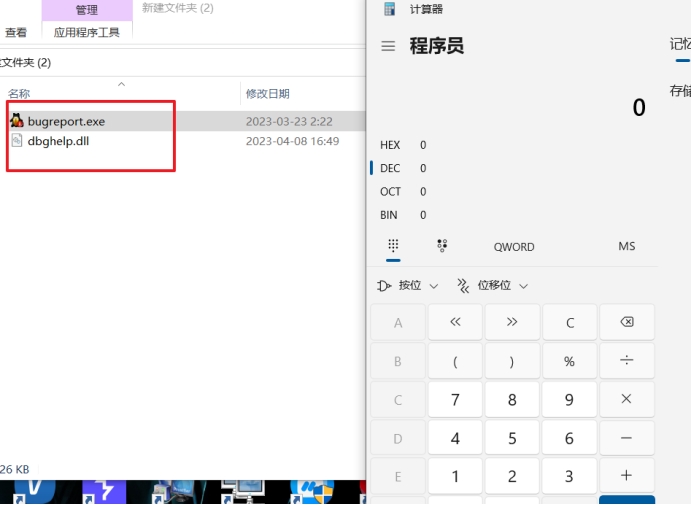 管理
新建文件夹 (2)
查看
应用程序工具
文件夹 (2)
名称
修改日期
bugreport.exe
2023-03-23 2:22
dbghelp.dll
2023-04-08 16:49
26 KB
计算器
程序员
记忆
存储
0
HEX 0
DEC 0
OCT 0
BIN 0
QWORD
MS
按位
位移位
A « » C
B ( ) % ÷
C 7 8 9 ×
D 4 5 6 −
E 1 2 3 +